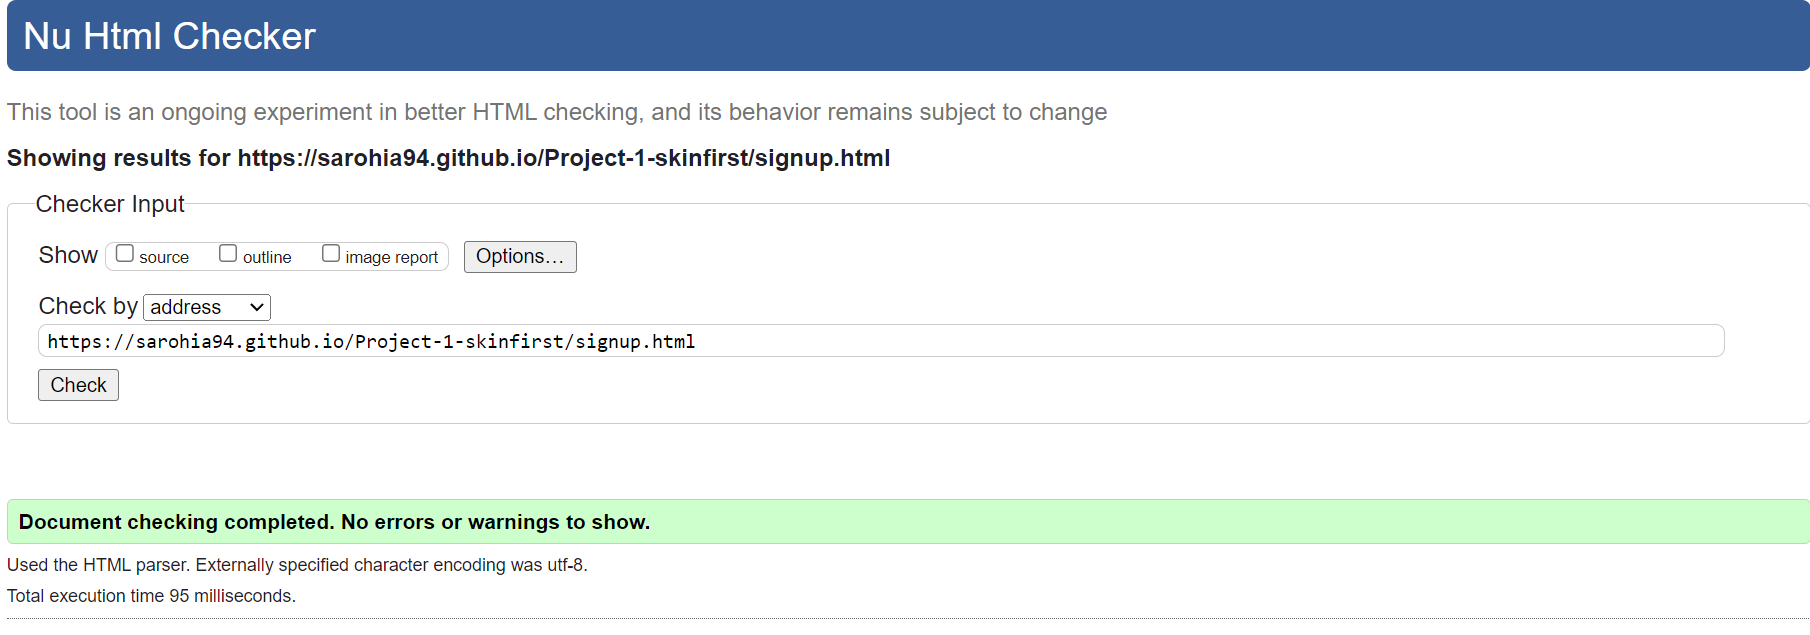 Nu Html Checker
This tool is an ongoing experiment in better HTML checking, and its behavior remains subject to change
Showing results for https://sarohia94.github.io/Project-1-skinfirst/signup.html
Checker Input
Show source outline image report Options...
Check by address
https://sarohia94.github.io/Project-1-skinfirst/signup.html
Check
Document checking completed. No errors or warnings to show.
Used the HTML parser. Externally specified character encoding was utf-8.
Total execution time 95 milliseconds.